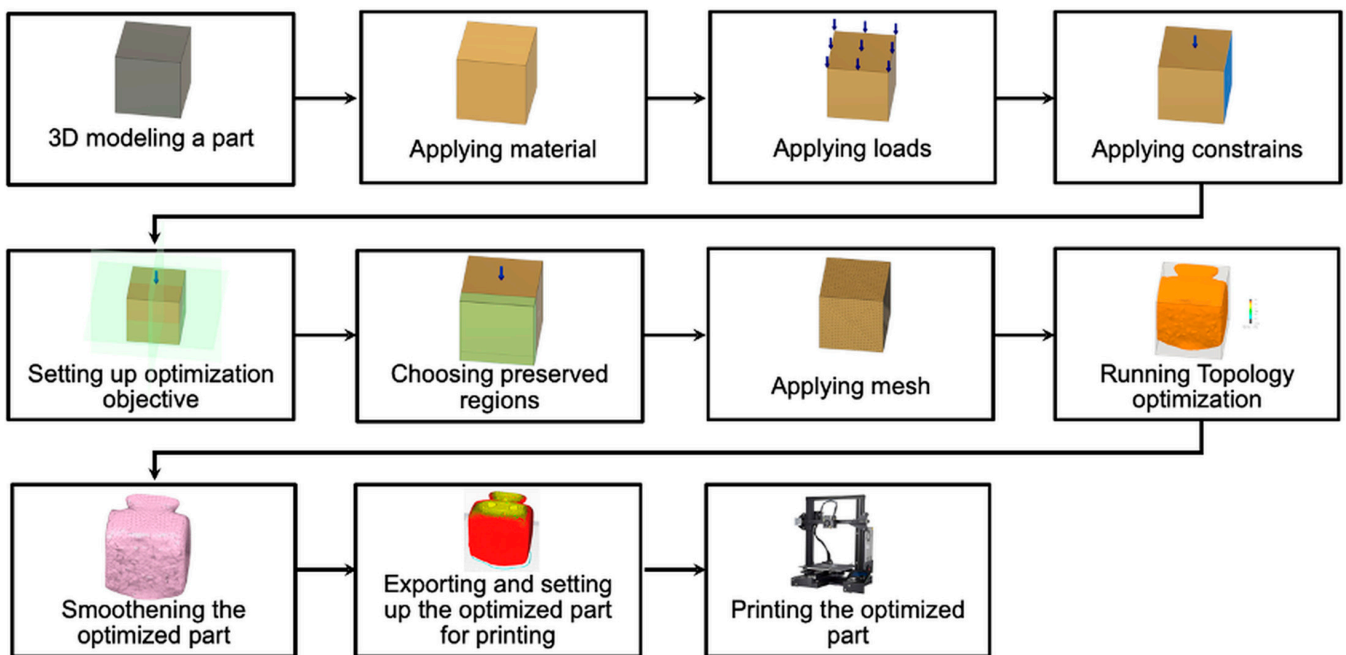 3D modeling a part
Applying material
Applying loads
Applying constrains
Setting up optimization
objective
Choosing preserved
regions
Applying mesh
Running Topology
optimization
Smoothening the
optimized part
Exporting and setting
up the optimized part
for printing
Printing the optimized
part